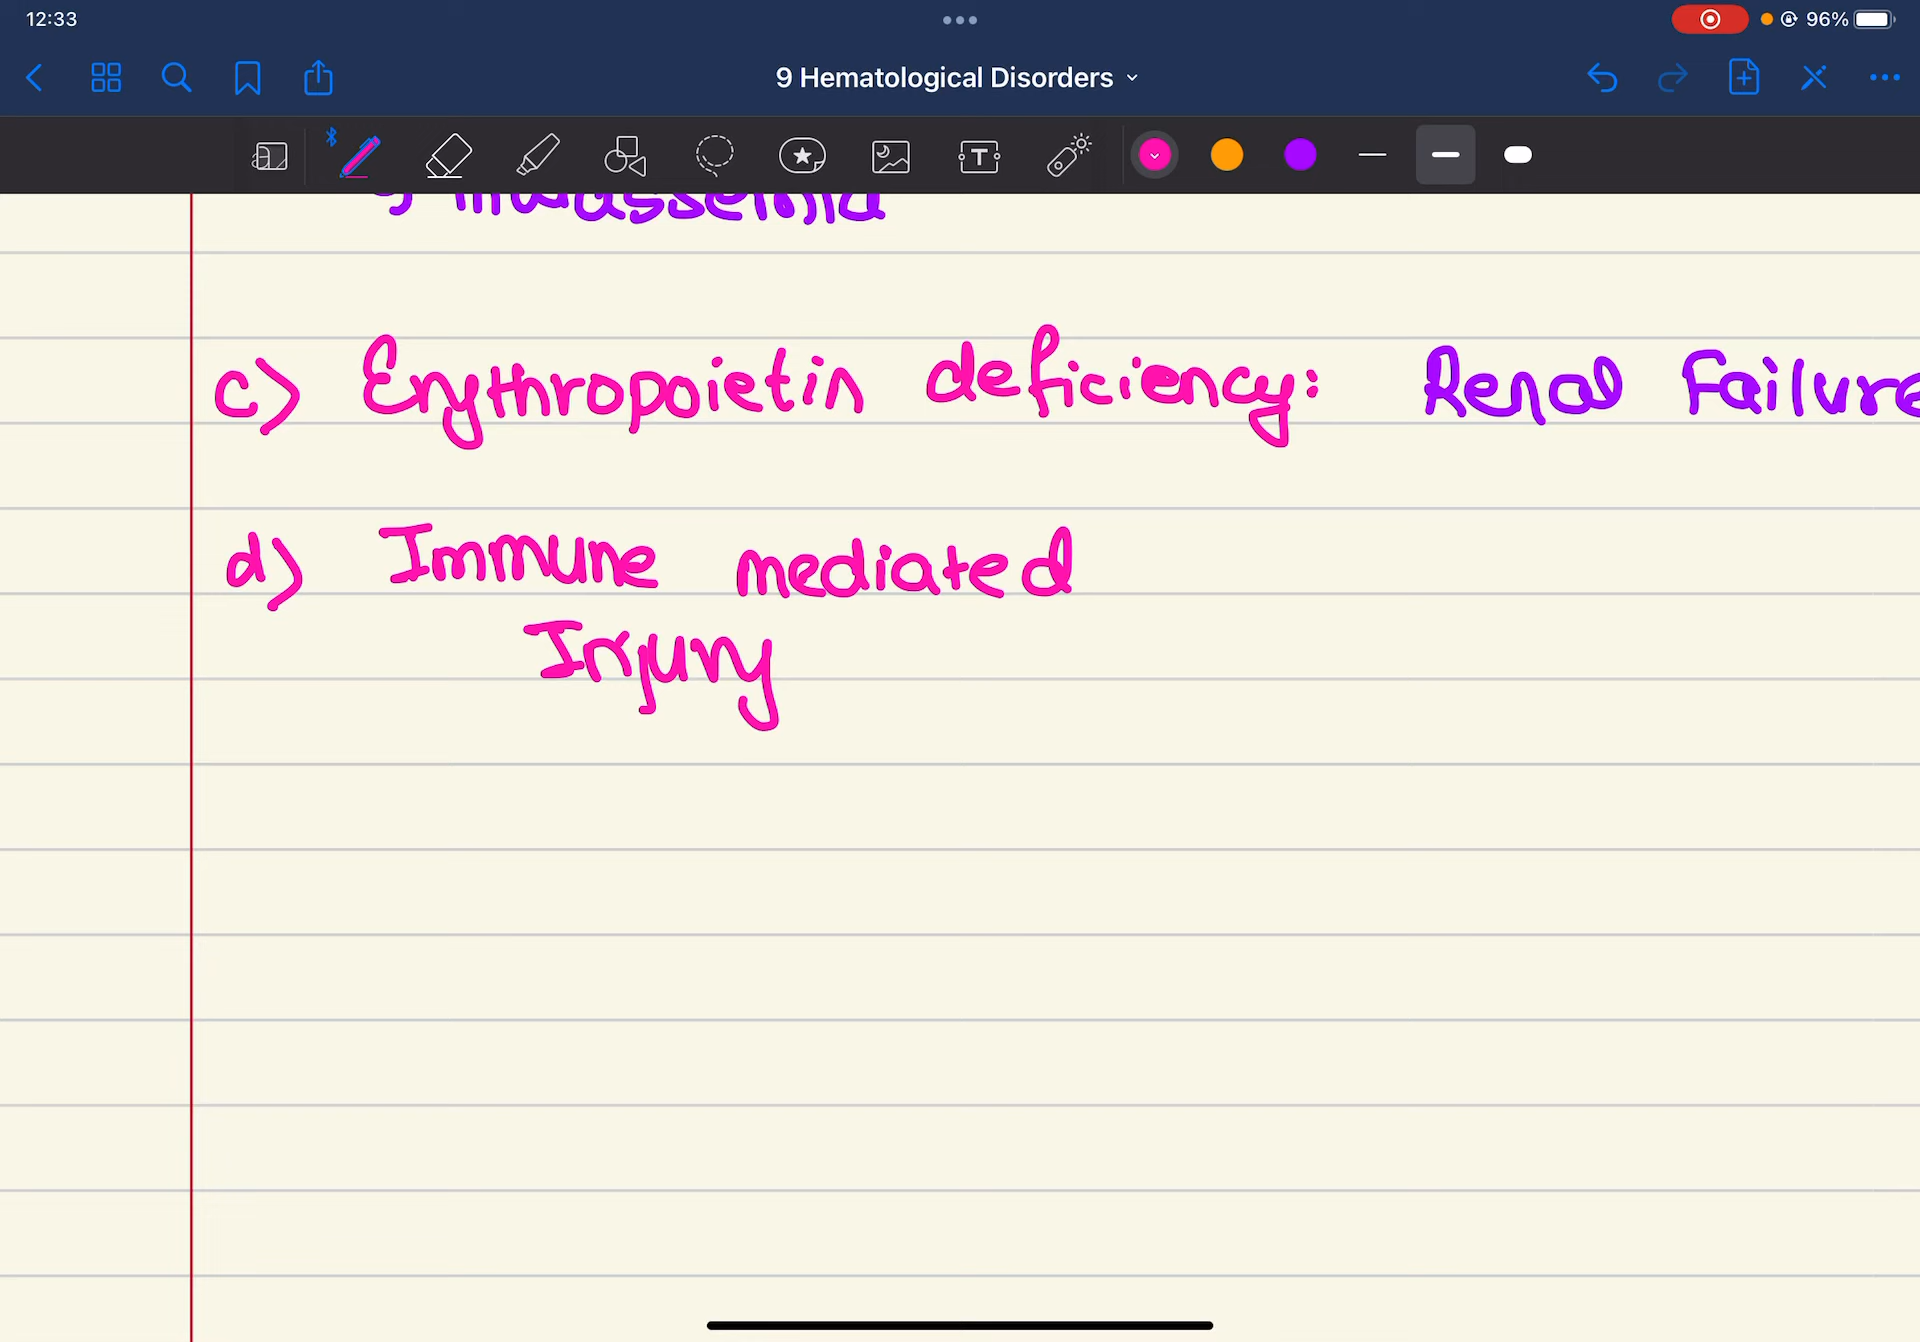 12:33
96%
9 Hematological Disorders
c) Erythropoietin deficiency: Renal Failure
d) Immune mediated
Injury